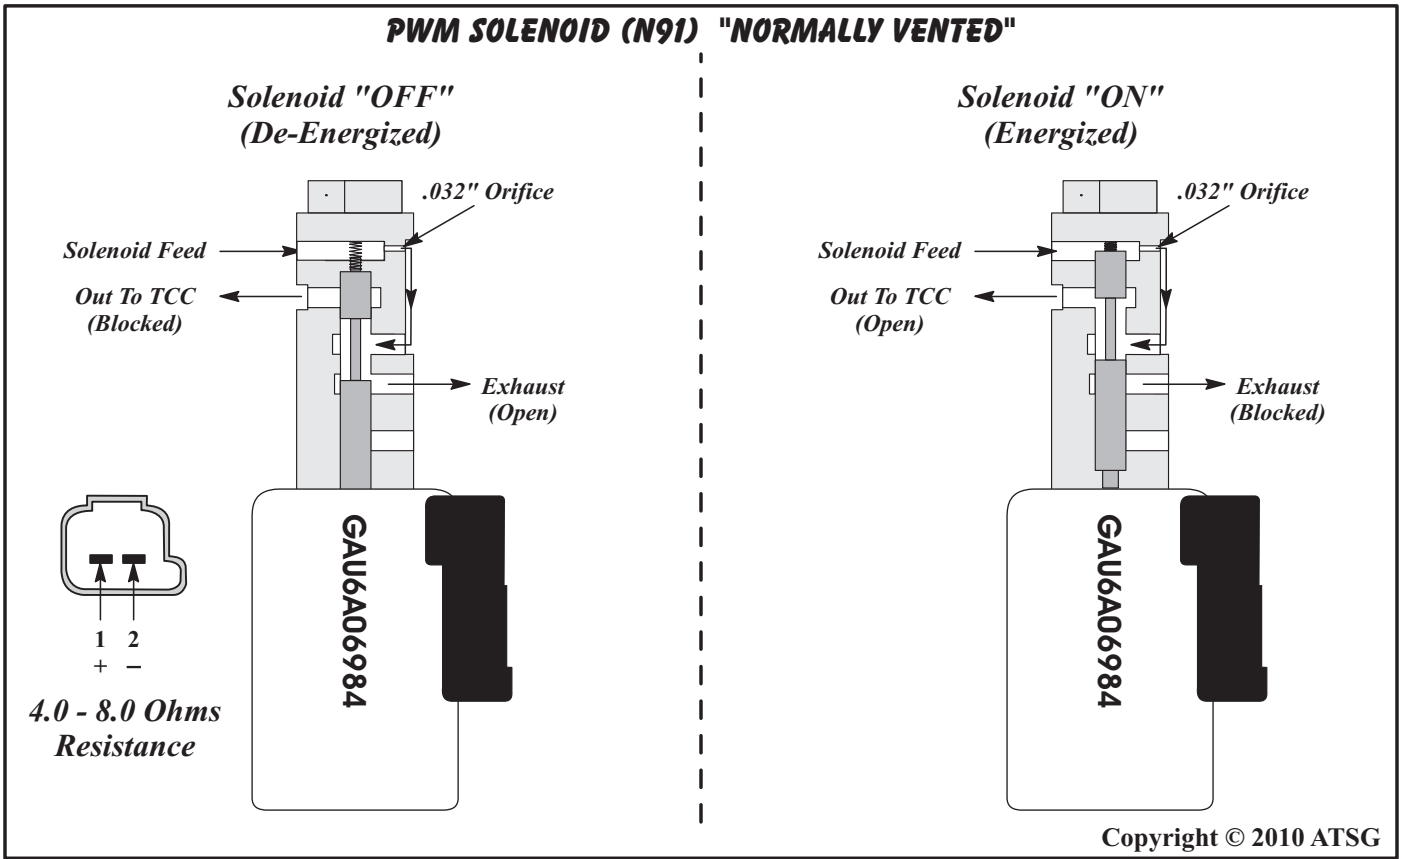 PWM SOLENOID (N91) "NORMALLY VENTED"
Solenoid "OFF"
(De-Energized)
.032" Orifice
Solenoid Feed
Out To TCC
(Blocked)
Exhaust
(Open)
GAU6A06984
1 2
+ –
4.0 - 8.0 Ohms
Resistance
Solenoid "ON"
(Energized)
.032" Orifice
Solenoid Feed
Out To TCC
(Open)
Exhaust
(Blocked)
GAU6A06984
Copyright © 2010 ATSG